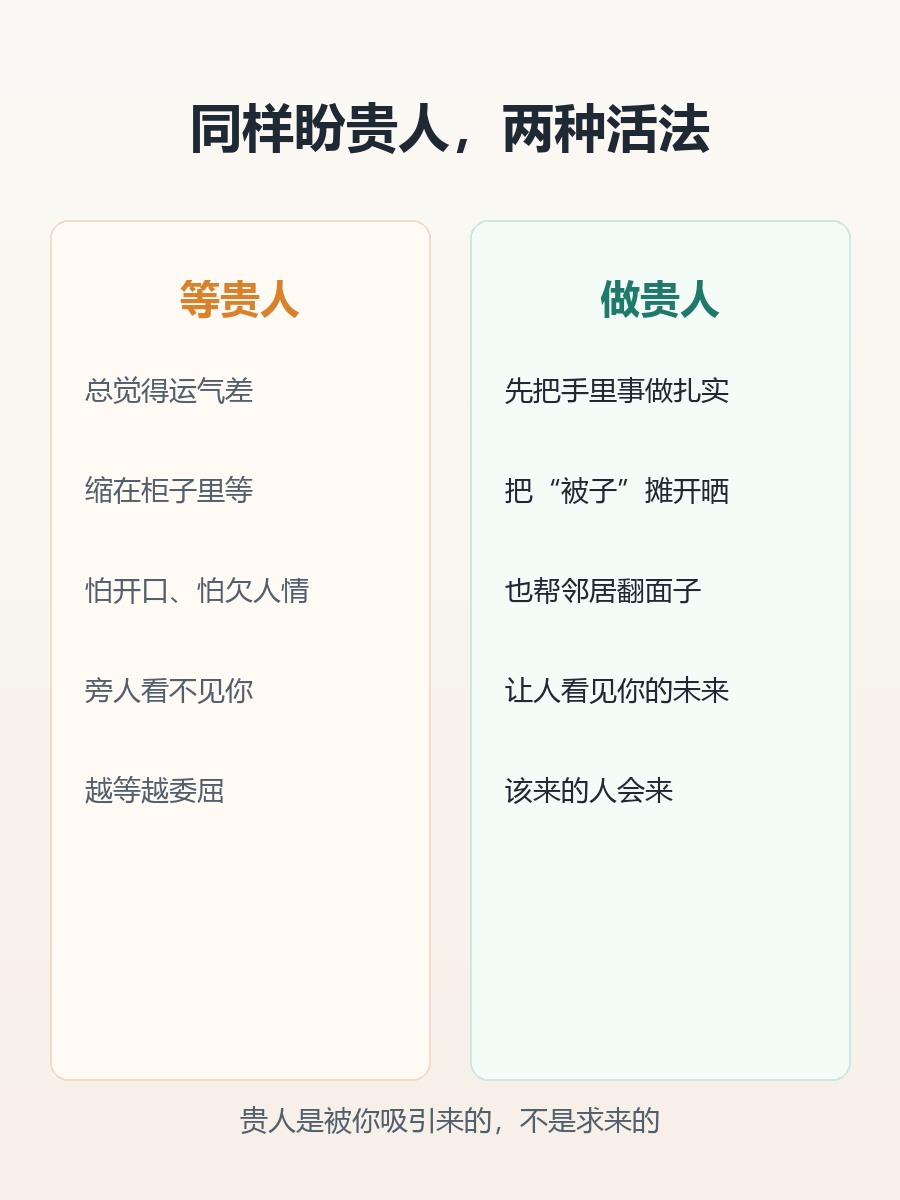 同样盼贵人，两种活法
等贵人
总觉得运气差
缩在柜子里等
怕开口、怕欠人情
旁人看不见你
越等越委屈
做贵人
先把手里事做扎实
把“被子”摊开晒
也帮邻居翻面子
让人看见你的未来
该来的人会来
贵人是被你吸引来的，不是求来的